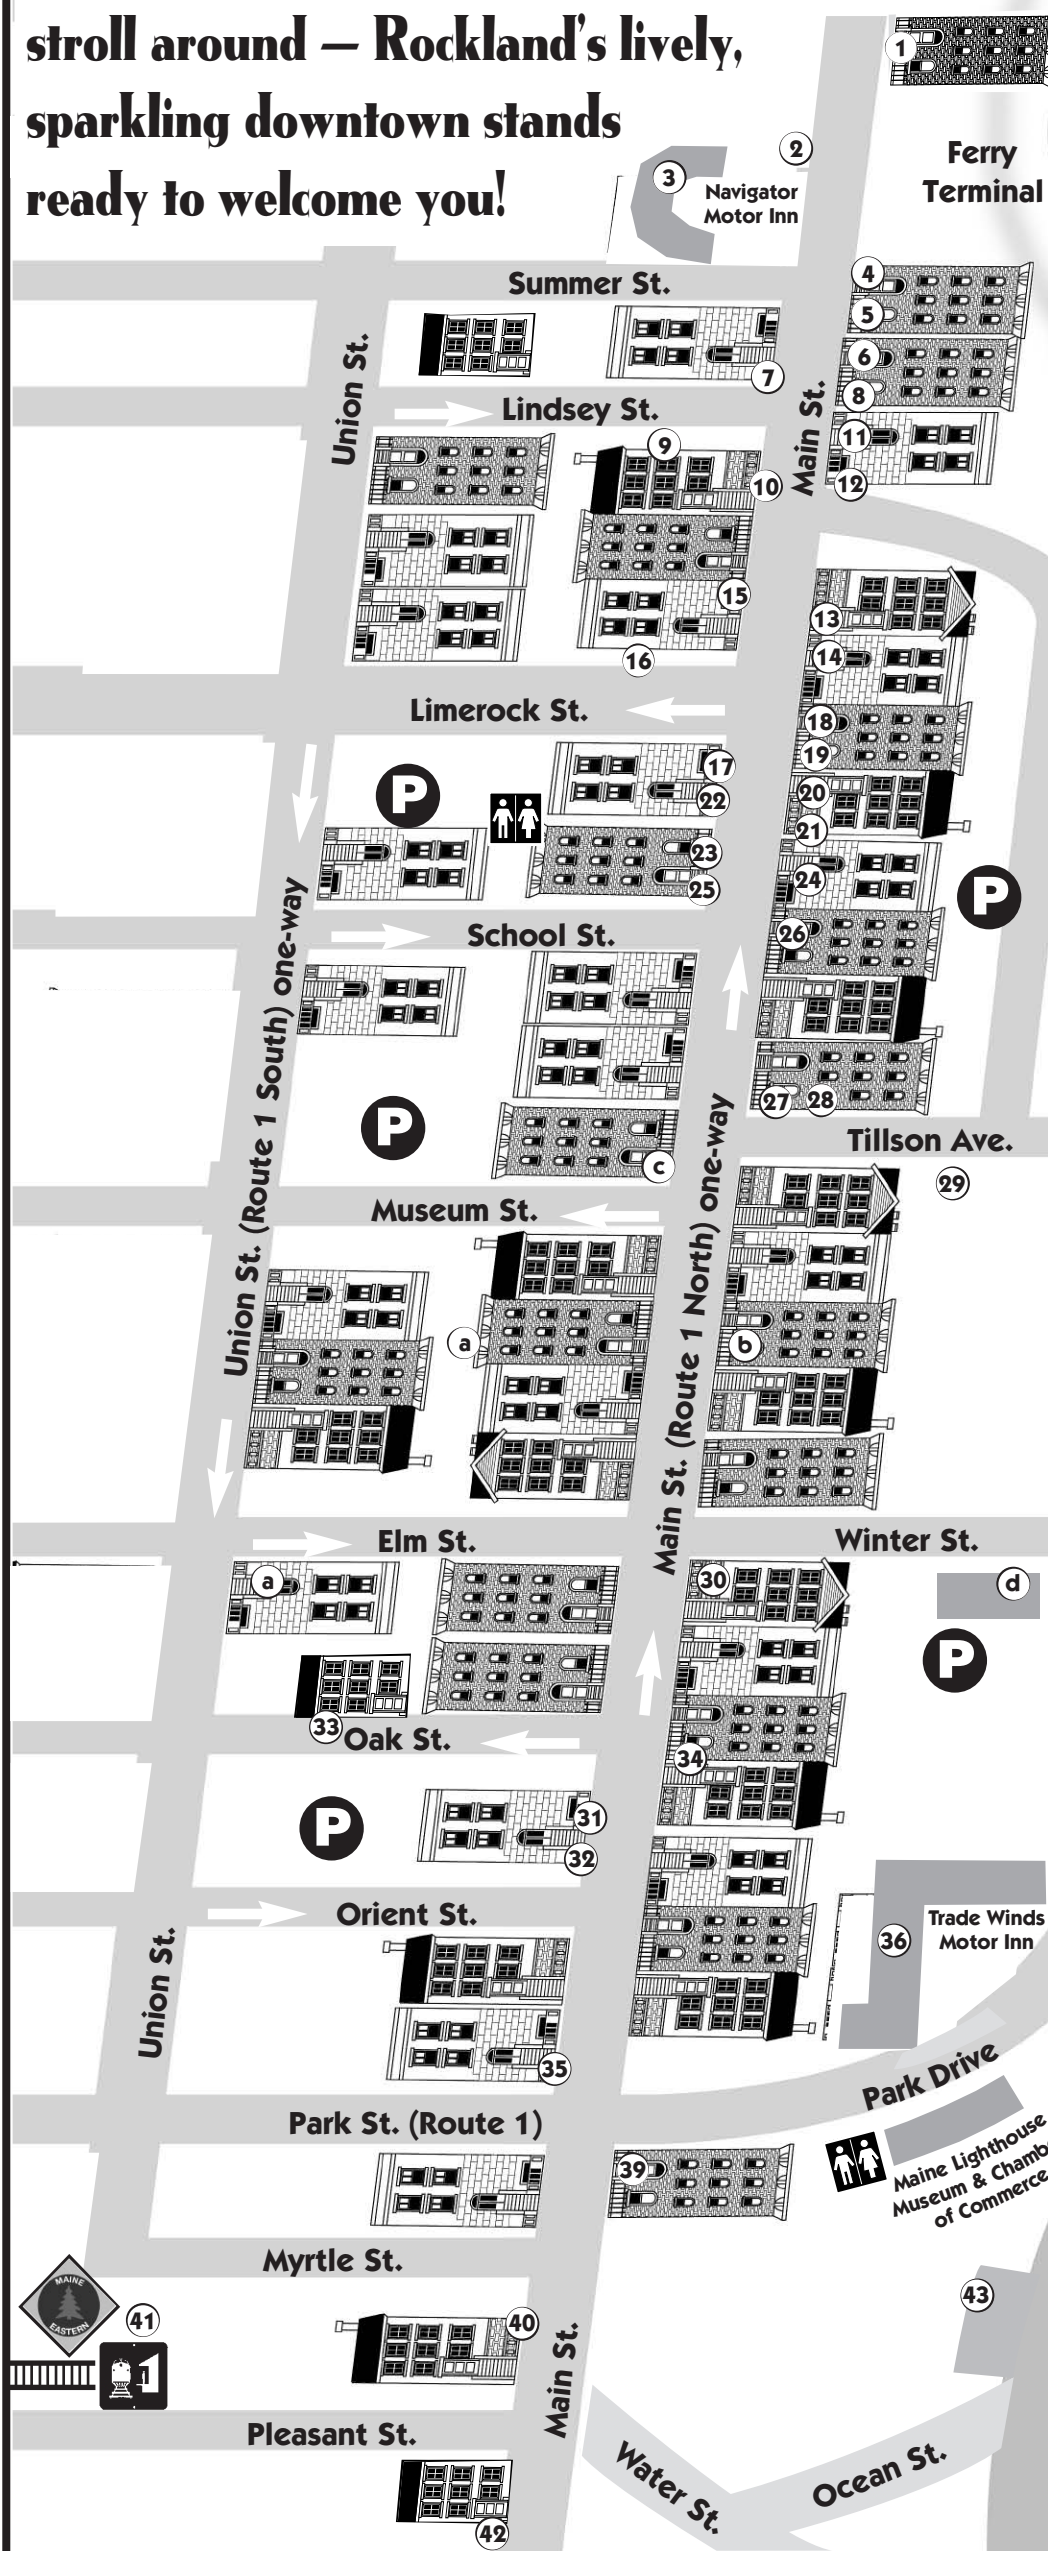 stroll around — Rockland's lively,
sparkling downtown stands
ready to welcome you!
1
2
3
Navigator
Motor Inn
Ferry
Terminal
Summer St.
4
5
6
7
8
Union St.
Lindsey St.
Main St.
9
10
11
12
13
14
15
16
Limerock St.
17
18
19
P
20
21
22
23
24
25
P
26
School St.
Union St. (Route 1 South) one-way
27
28
P
Tillson Ave.
c
29
Museum St.
Main St. (Route 1 North) one-way
a
b
Elm St.
Winter St.
a
30
d
P
33
Oak St.
34
P
31
32
Orient St.
36
Trade Winds
Motor Inn
Union St.
35
Park Drive
Park St. (Route 1)
39
Maine Lighthouse
Museum &
of Commerce
Myrtle St.
MAINE
EASTERN
41
40
43
Main St.
Pleasant St.
Water St.
Ocean St.
42